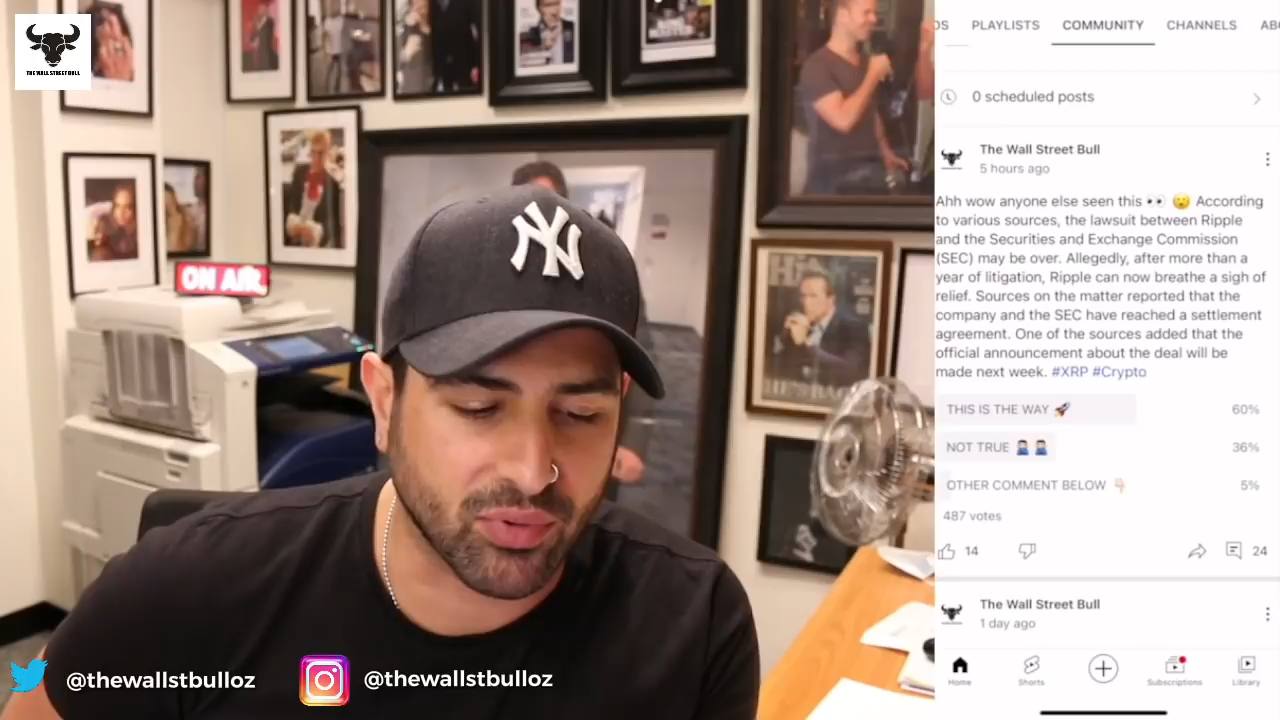 THE WALL STREET BULL
ON AIR
@thewallstbulloz
@thewallstbulloz
PLAYLISTS
COMMUNITY
CHANNELS
0 scheduled posts
The Wall Street Bull
5 hours ago
Ahh wow anyone else seen this 👀 😮 According
to various sources, the lawsuit between Ripple
and the Securities and Exchange Commission
(SEC) may be over. Allegedly, after more than a
year of litigation, Ripple can now breathe a sigh of
relief. Sources on the matter reported that the
company and the SEC have reached a settlement
agreement. One of the sources added that the
official announcement about the deal will be
made next week. #XRP #Crypto
THIS IS THE WAY 🚀 60%
NOT TRUE 🤦🏻‍♂️ 🤦🏻‍♂️ 36%
OTHER COMMENT BELOW 👇🏻 5%
487 votes
14
24
The Wall Street Bull
1 day ago
Home
Shorts
Subscriptions
Library